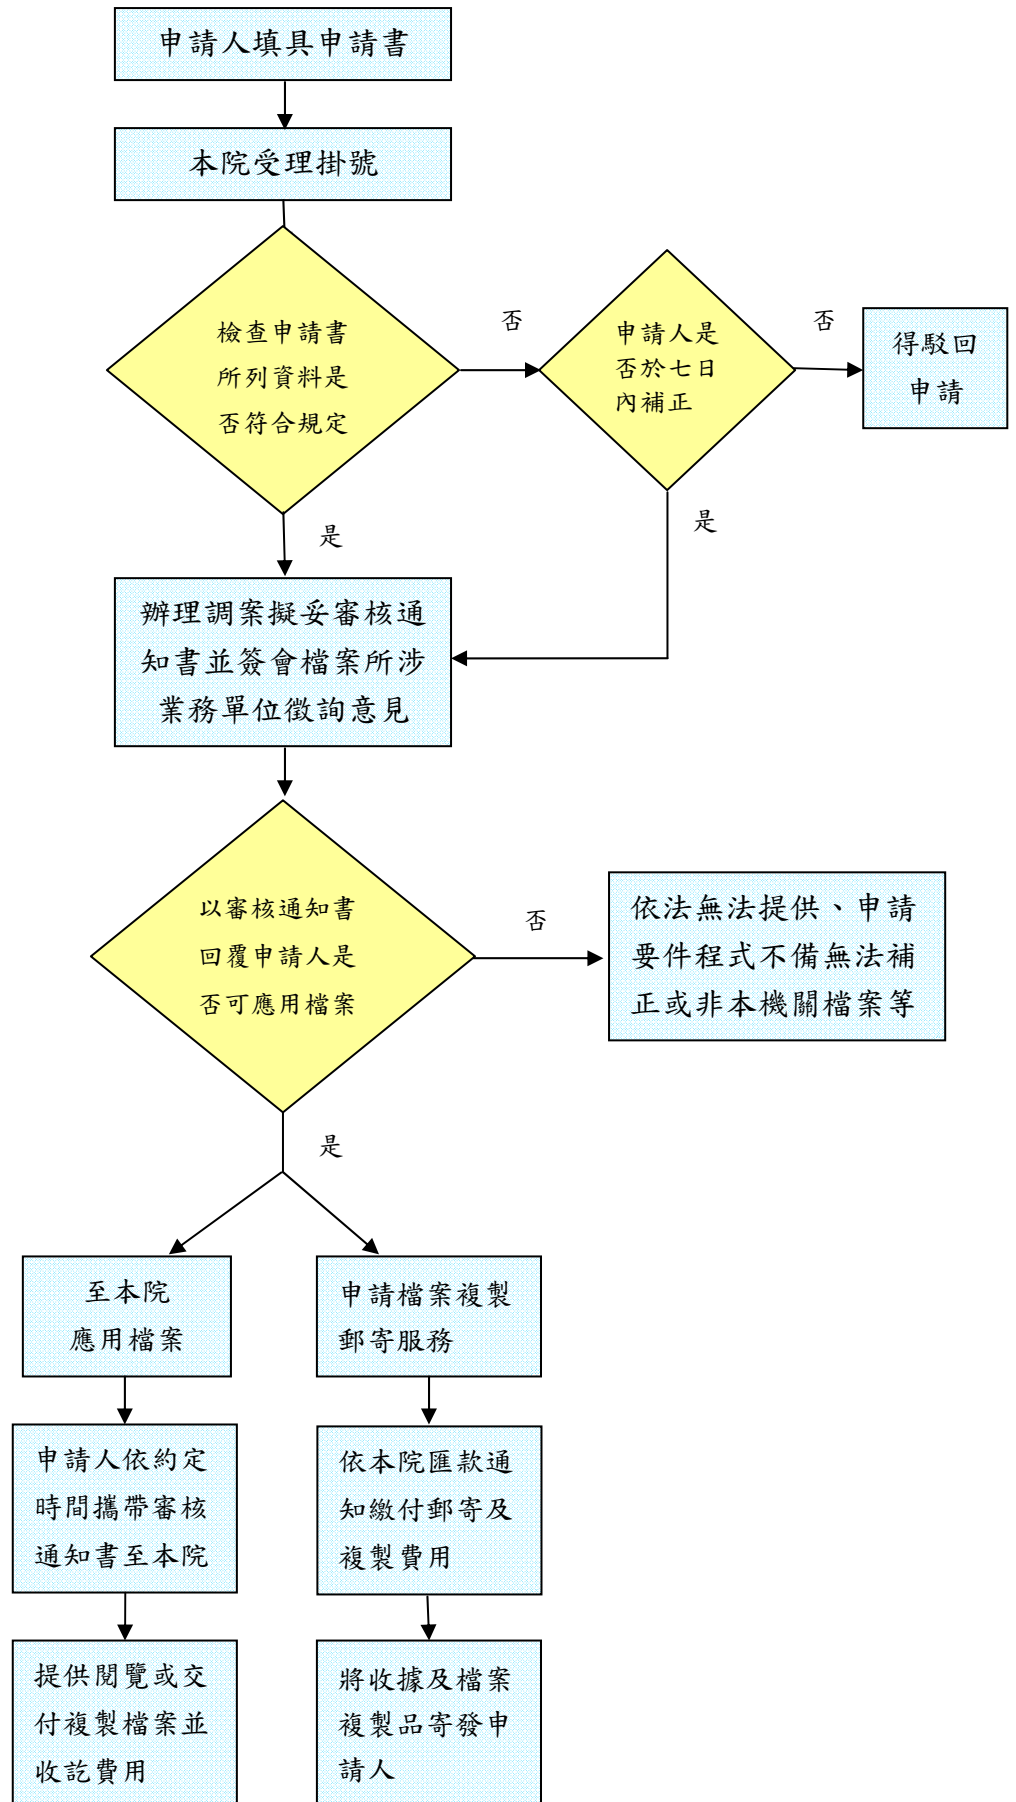 申請人填具申請書
本院受理掛號
檢查申請書
所列資料是
否符合規定
否
申請人是
否於七日
內補正
否
得駁回
申請
是
是
辦理調案擬妥審核通
知書並簽會檔案所涉
業務單位徵詢意見
以審核通知書
回覆申請人是
否可應用檔案
否
依法無法提供、申請
要件程式不備無法補
正或非本機關檔案等
是
至本院
應用檔案
申請檔案複製
郵寄服務
申請人依約定
時間攜帶審核
通知書至本院
依本院匯款通
知繳付郵寄及
複製費用
提供閱覽或交
付複製檔案並
收訖費用
將收據及檔案
複製品寄發申
請人